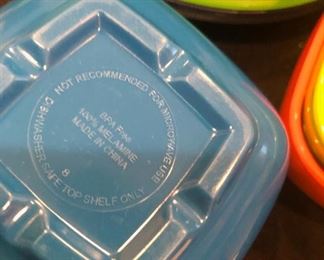 NOT RECOMMENDED FOR MICROWAVE USE
DISHWASHER SAFE TOP SHELF ONLY
BPA Free
100% MELAMINE
MADE IN CHINA
8